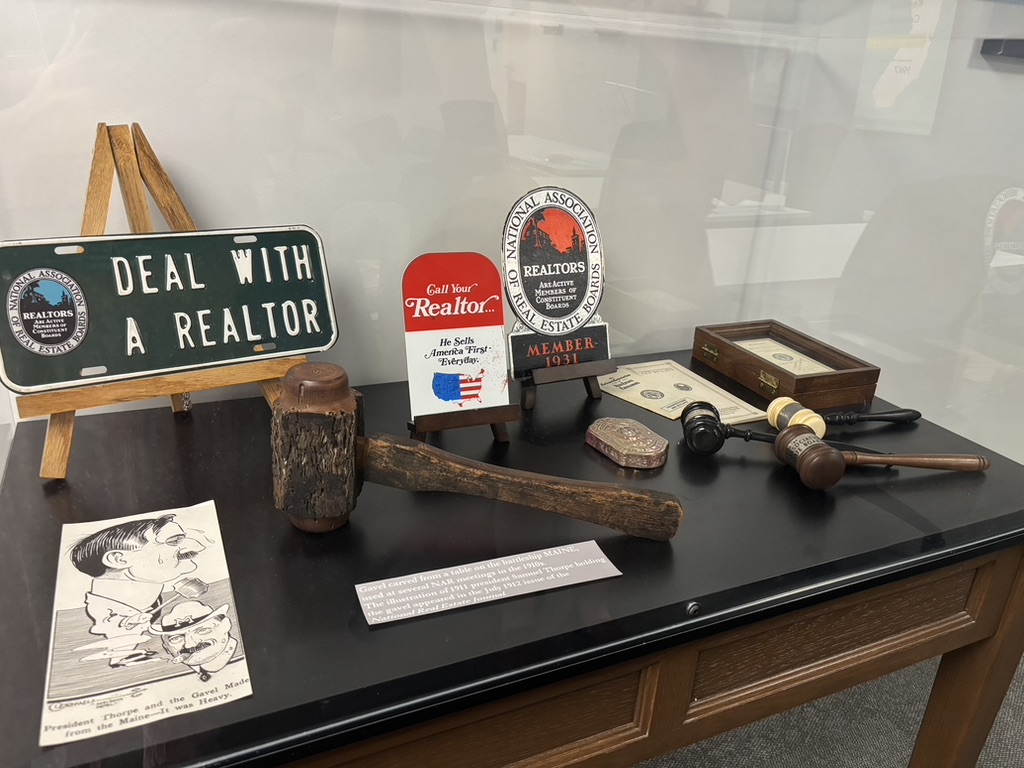 NATIONAL ASSOCIATION
OF REAL ESTATE BOARDS
REALTORS
ARE ACTIVE
MEMBERS OF
CONSTITUENT
BOARDS
DEAL WITH
A REALTOR
Call Your
Realtor...
He Sells
America First
Everyday.
NATIONAL ASSOCIATION
OF REAL ESTATE BOARDS
REALTORS
ARE ACTIVE
MEMBERS OF
CONSTITUENT
BOARDS
MEMBER-
1931
Gavel carved from a table on the battleship MAINE,
used at several NAR meetings in the 1910s.
The illustration of 1911 president Samuel Thorpe holding
the gavel appeared in the July 1912 issue of the
National Real Estate Journal
President Thorpe and the Gavel Made
from the Maine—It was Heavy.